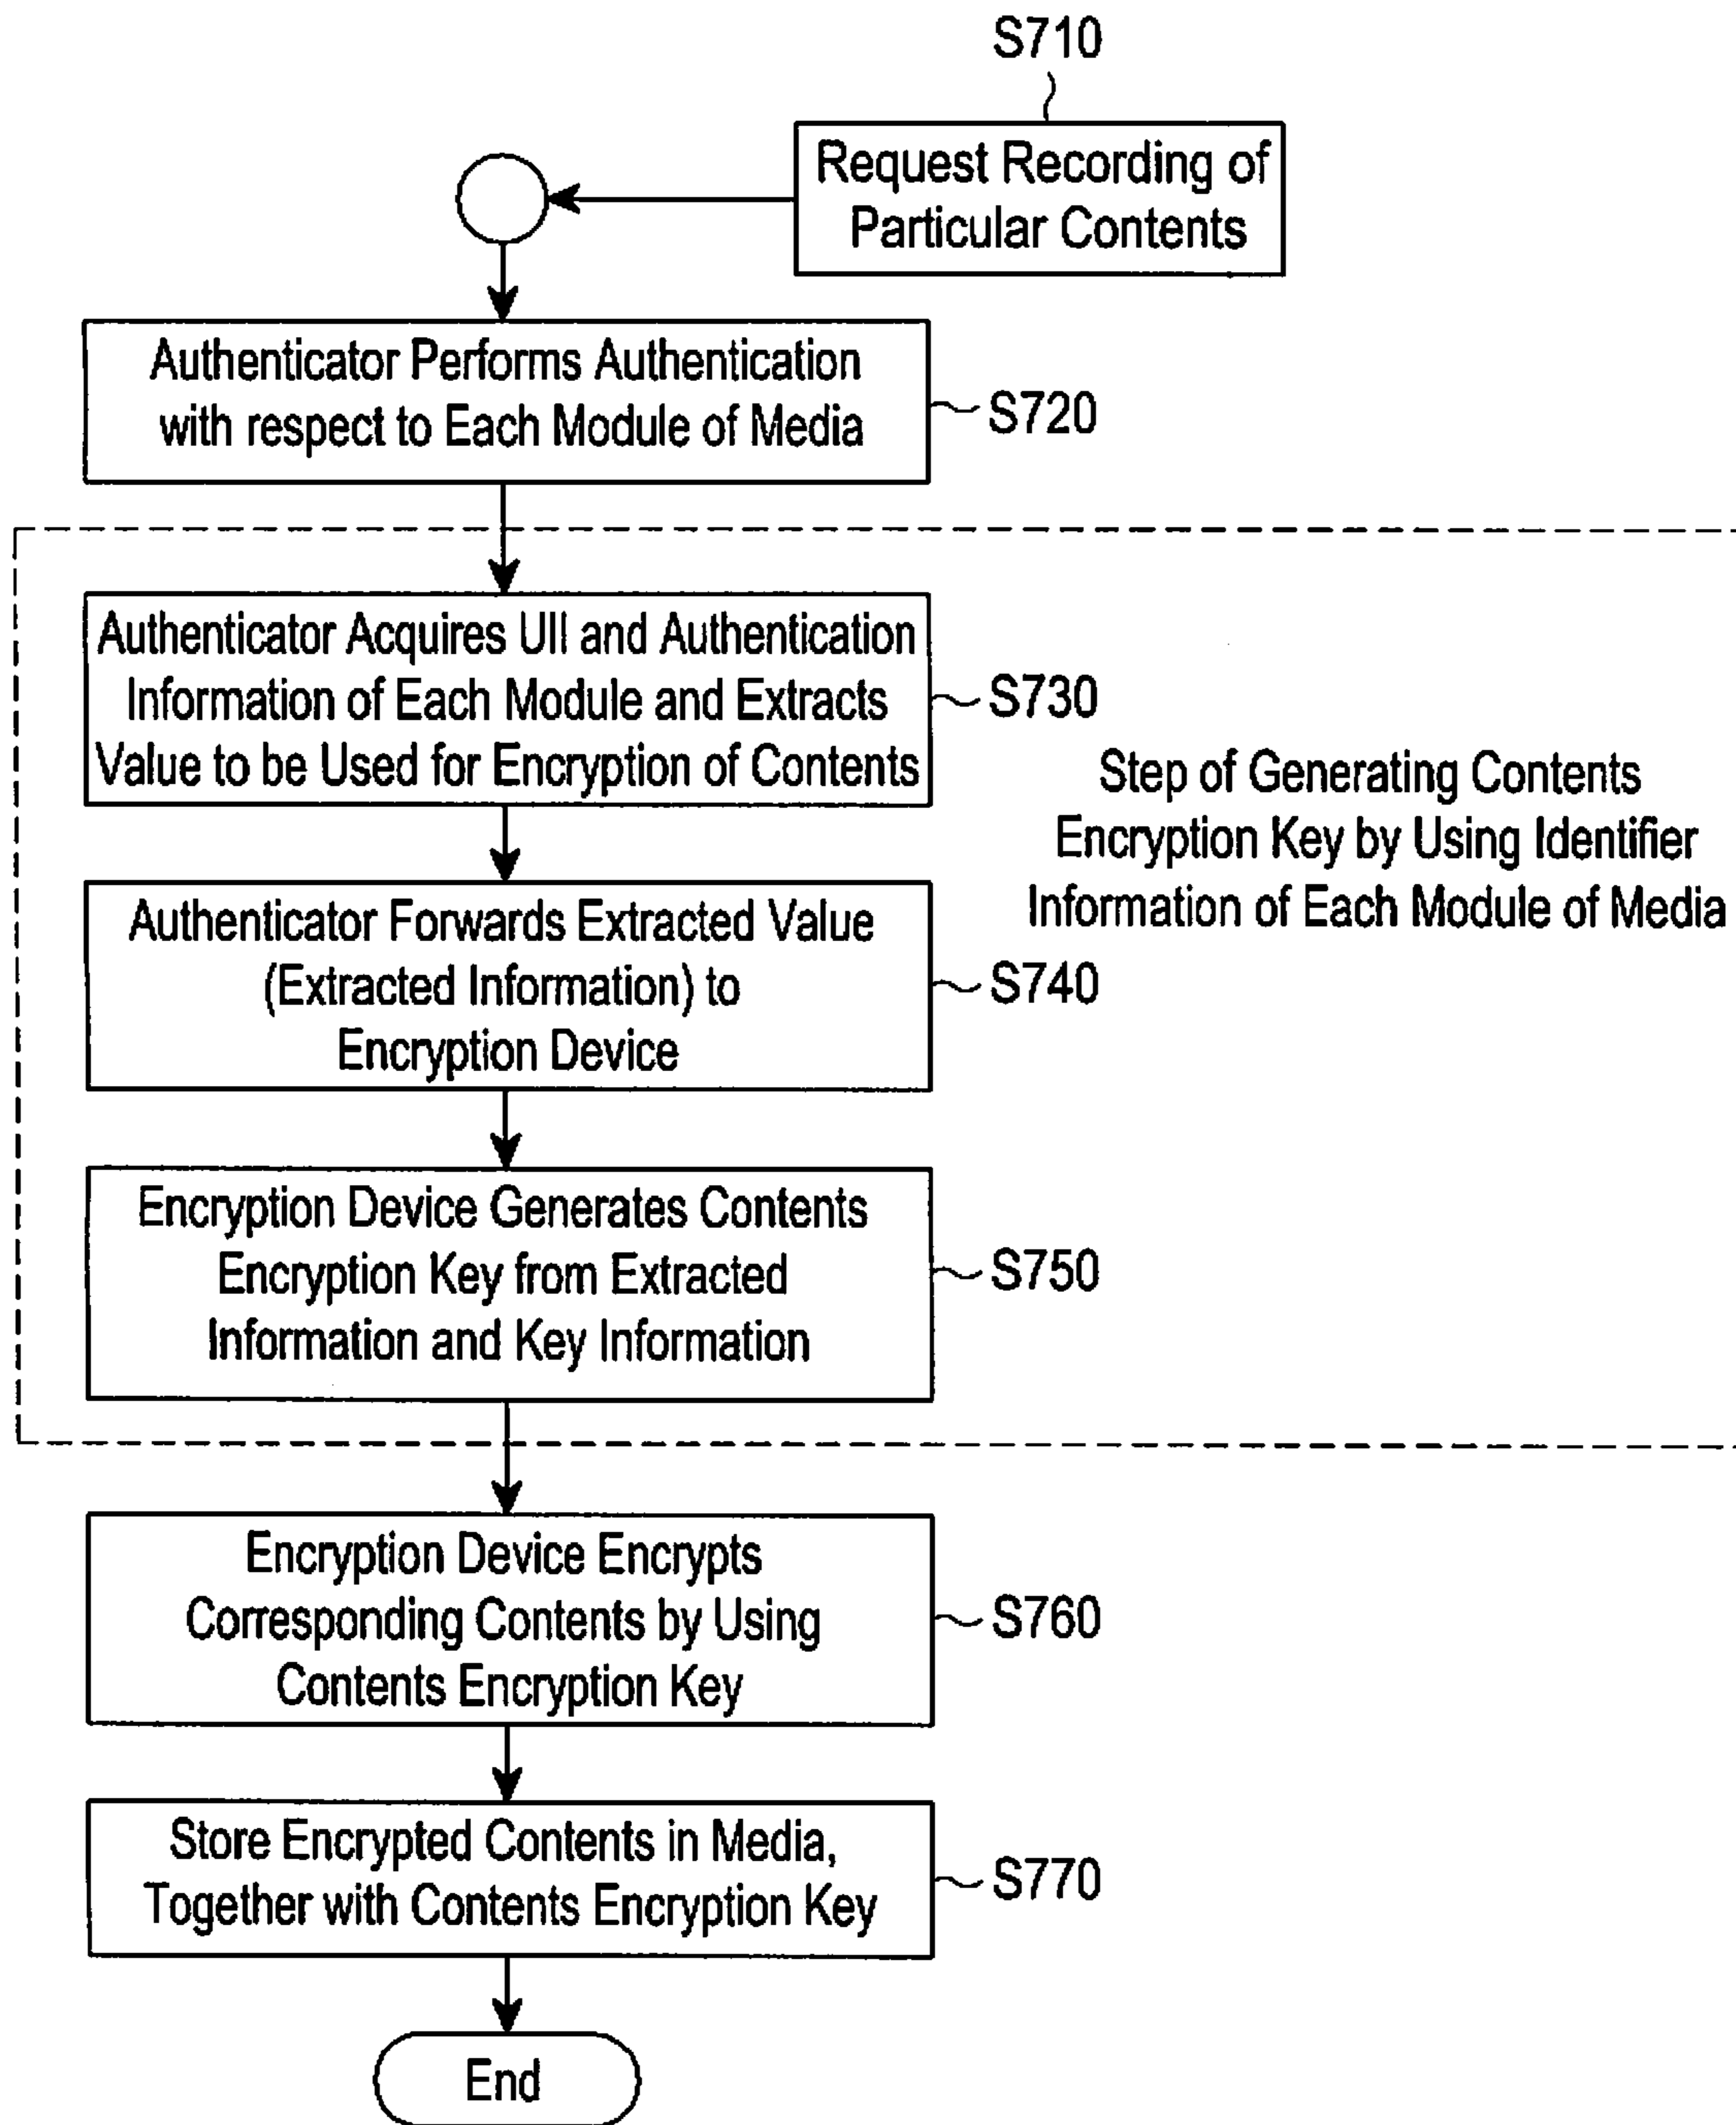 S710
Request Recording of
Particular Contents
Authenticator Performs Authentication
with respect to Each Module of Media
S720
Authenticator Acquires UII and Authentication
Information of Each Module and Extracts
Value to be Used for Encryption of Contents
S730
Step of Generating Contents
Encryption Key by Using Identifier
Information of Each Module of Media
Authenticator Forwards Extracted Value
(Extracted Information) to
Encryption Device
S740
Encryption Device Generates Contents
Encryption Key from Extracted
Information and Key Information
S750
Encryption Device Encrypts
Corresponding Contents by Using
Contents Encryption Key
S760
Store Encrypted Contents in Media,
Together with Contents Encryption Key
S770
End